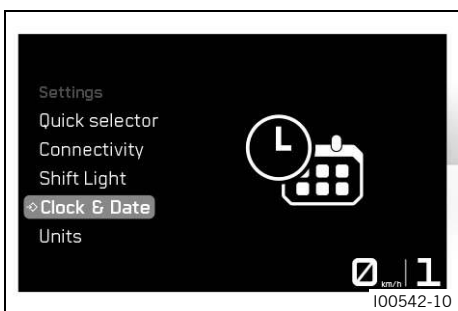 Settings
Quick selector
Connectivity
Shift Light
Clock & Date
Units
0 km/h 1
I00542-10